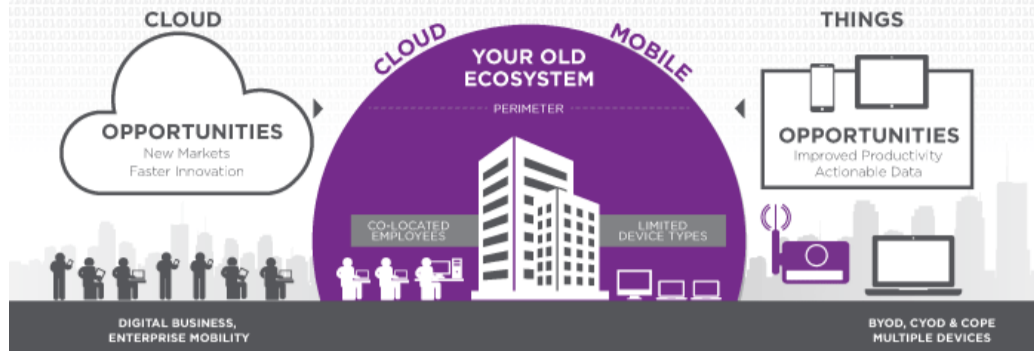 CLOUD
OPPORTUNITIES
New Markets
Faster Innovation
DIGITAL BUSINESS,
ENTERPRISE MOBILITY
CLOUD
MOBILE
YOUR OLD
ECOSYSTEM
PERIMETER
CO-LOCATED
EMPLOYEES
LIMITED
DEVICE TYPES
THINGS
OPPORTUNITIES
Improved Productivity
Actionable Data
BYOD, CYOD & COPE
MULTIPLE DEVICES